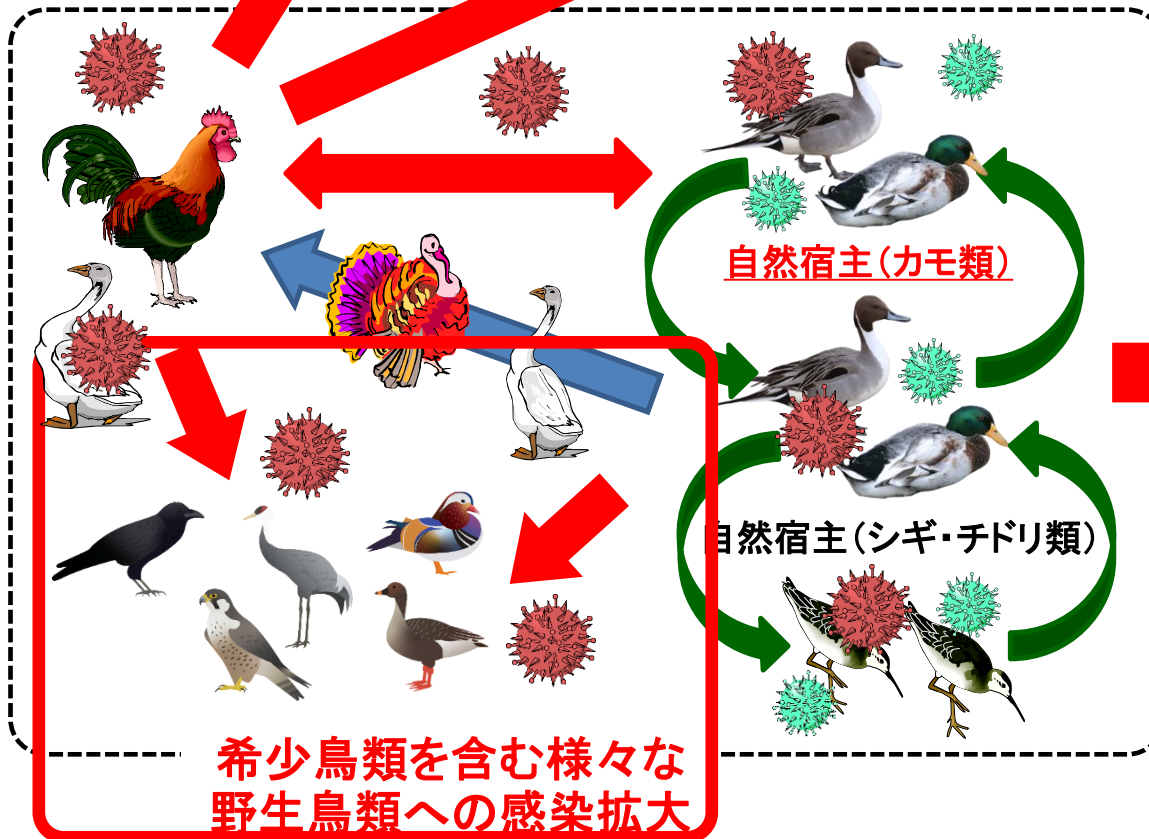 自然宿主(カモ類)
自然宿主(シギ・チドリ類)
希少鳥類を含む様々な
野生鳥類への感染拡大